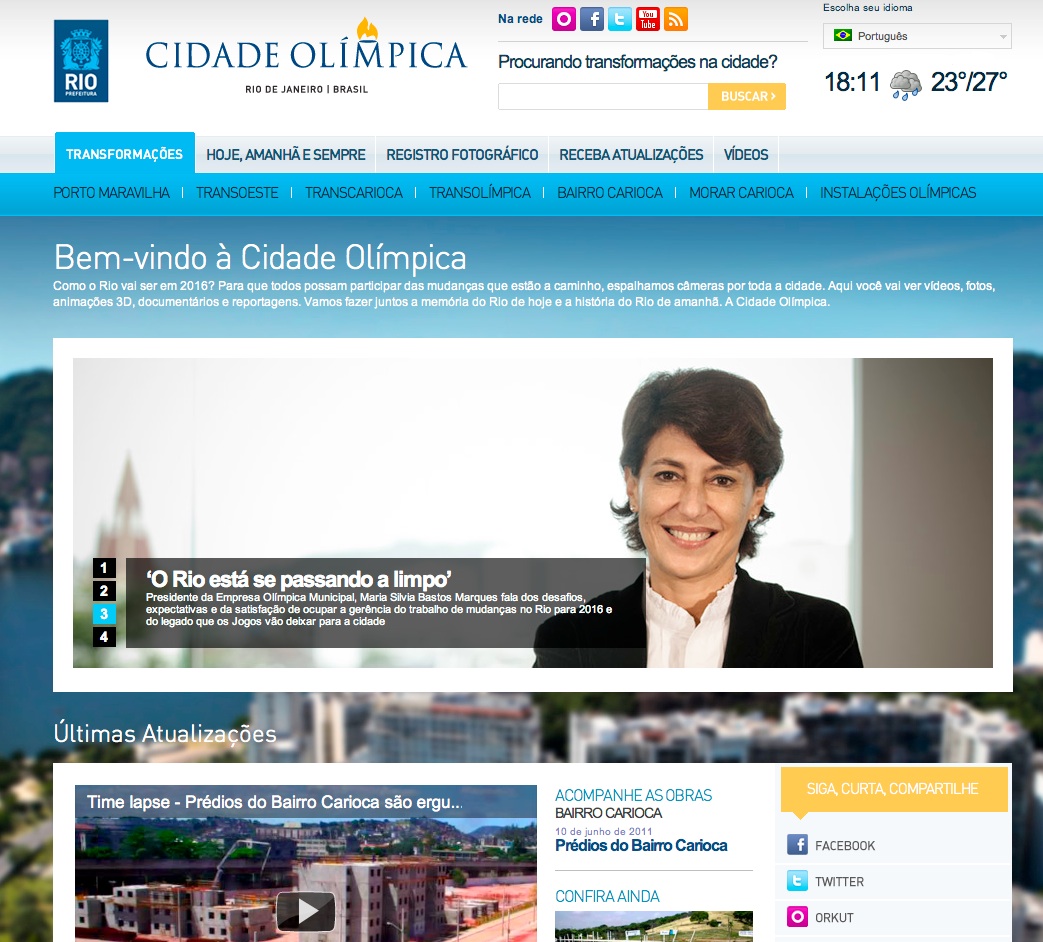 RIO
PREFEITURA
CIDADE OLÍMPICA
RIO DE JANEIRO | BRASIL
Na rede
You
Tube
Procurando transformações na cidade?
BUSCAR ›
Escolha seu idioma
Português
18:11 23°/27°
TRANSFORMAÇÕES HOJE, AMANHÃ E SEMPRE REGISTRO FOTOGRÁFICO RECEBA ATUALIZAÇÕES VÍDEOS
PORTO MARAVILHA | TRANSOESTE | TRANSCARIOCA | TRANSOLÍMPICA | BAIRRO CARIOCA | MORAR CARIOCA | INSTALAÇÕES OLÍMPICAS
Bem-vindo à Cidade Olímpica
Como o Rio vai ser em 2016? Para que todos possam participar das mudanças que estão a caminho, espalhamos câmeras por toda a cidade. Aqui você vai ver vídeos, fotos,
animações 3D, documentários e reportagens. Vamos fazer juntos a memória do Rio de hoje e a história do Rio de amanhã. A Cidade Olímpica.
1
2
3
4
‘O Rio está se passando a limpo’
Presidente da Empresa Olímpica Municipal, Maria Silvia Bastos Marques fala dos desafios,
expectativas e da satisfação de ocupar a gerência do trabalho de mudanças no Rio para 2016 e
do legado que os Jogos vão deixar para a cidade
Últimas Atualizações
Time lapse - Prédios do Bairro Carioca são ergu...
ACOMPANHE AS OBRAS
BAIRRO CARIOCA
10 de junho de 2011
Prédios do Bairro Carioca
CONFIRA AINDA
SIGA, CURTA, COMPARTILHE
FACEBOOK
TWITTER
ORKUT